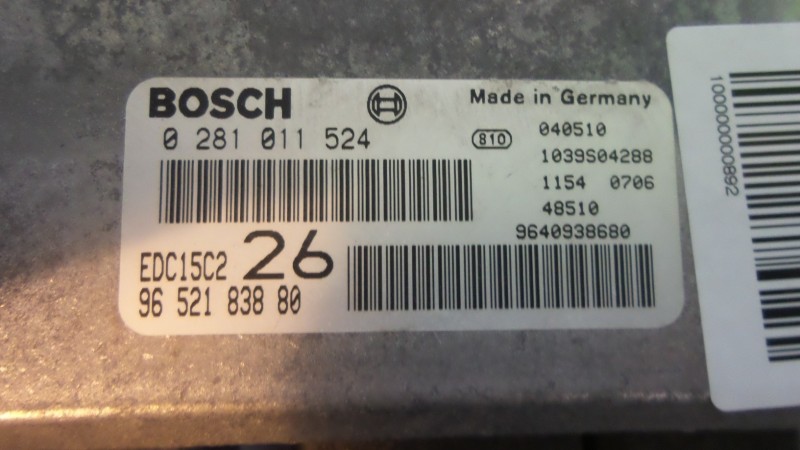 BOSCH
Made in Germany
0 281 011 524
810
040510
1039S04288
1154 0706
48510
9640938680
EDC15C2 26
96 521 838 80
100000000892